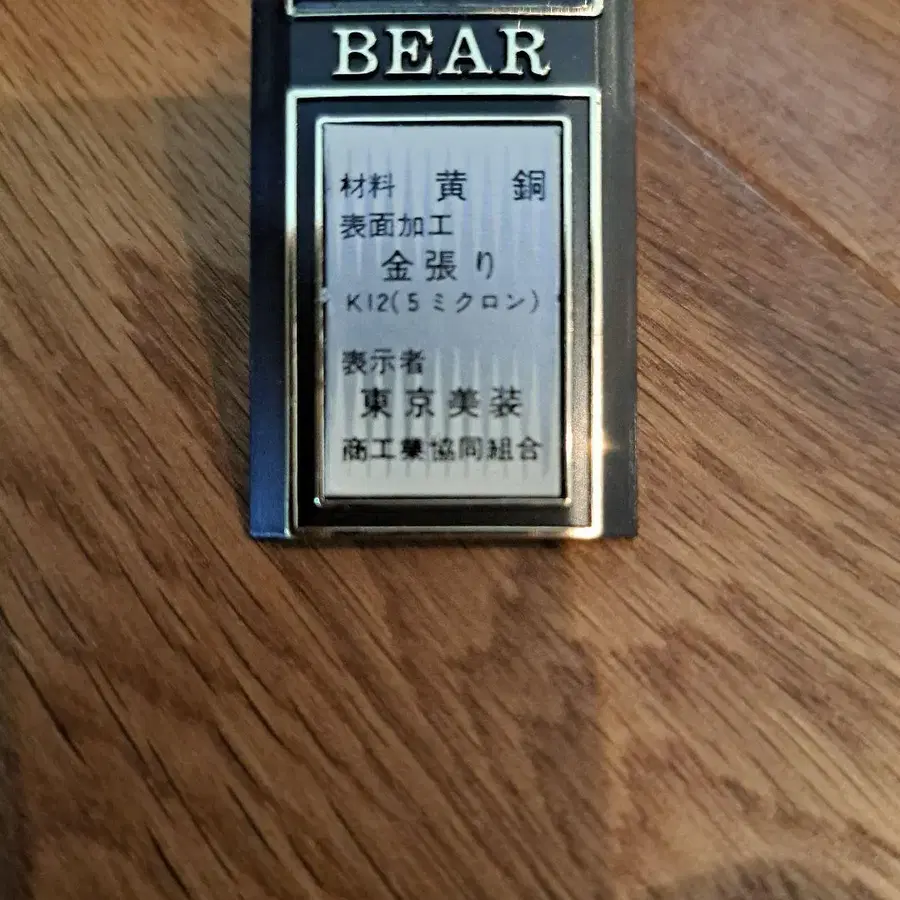 BEAR
材料 黄 銅
表面加工
金張り
K12(5ミクロン)
表示者
東京美装
商工業協同組合